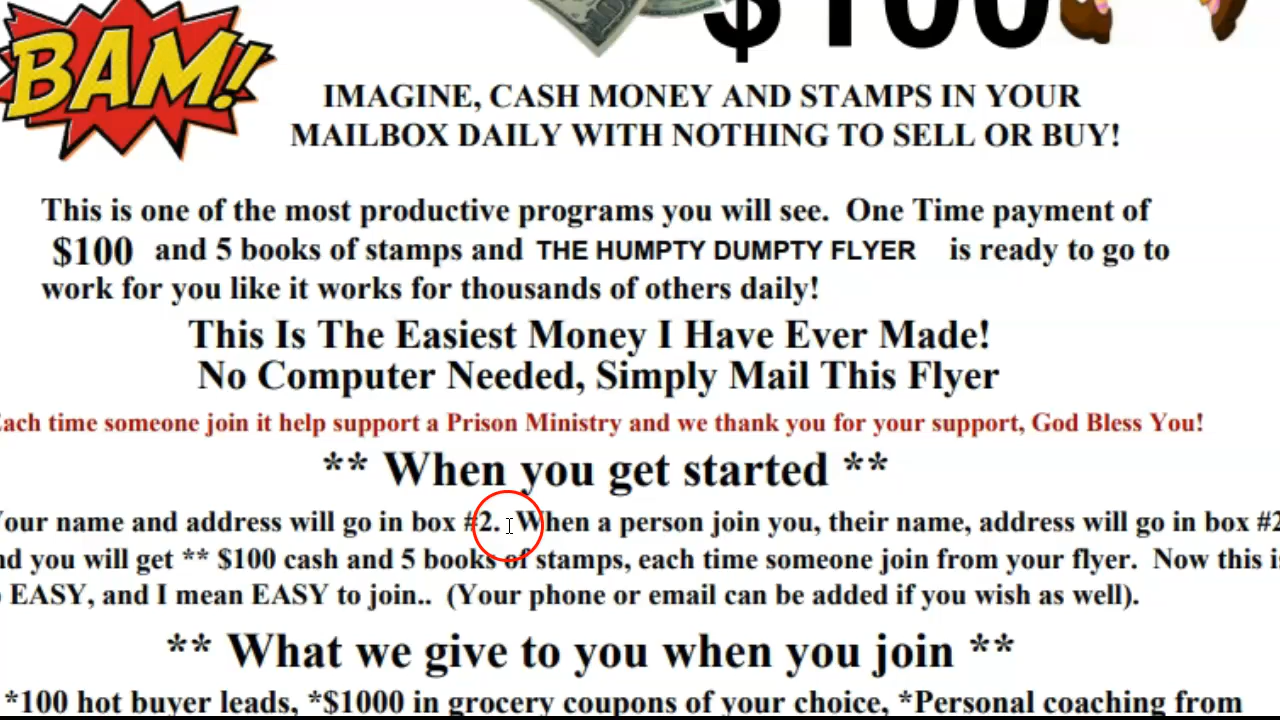 BAM!
$100
IMAGINE, CASH MONEY AND STAMPS IN YOUR
MAILBOX DAILY WITH NOTHING TO SELL OR BUY!
This is one of the most productive programs you will see. One Time payment of
$100 and 5 books of stamps and THE HUMPTY DUMPTY FLYER is ready to go to
work for you like it works for thousands of others daily!
This Is The Easiest Money I Have Ever Made!
No Computer Needed, Simply Mail This Flyer
Each time someone join it help support a Prison Ministry and we thank you for your support, God Bless You!
** When you get started **
Your name and address will go in box #2. When a person join you, their name, address will go in box #2
and you will get ** $100 cash and 5 books of stamps, each time someone join from your flyer. Now this is
EASY, and I mean EASY to join.. (Your phone or email can be added if you wish as well).
** What we give to you when you join **
*100 hot buyer leads, *$1000 in grocery coupons of your choice, *Personal coaching from